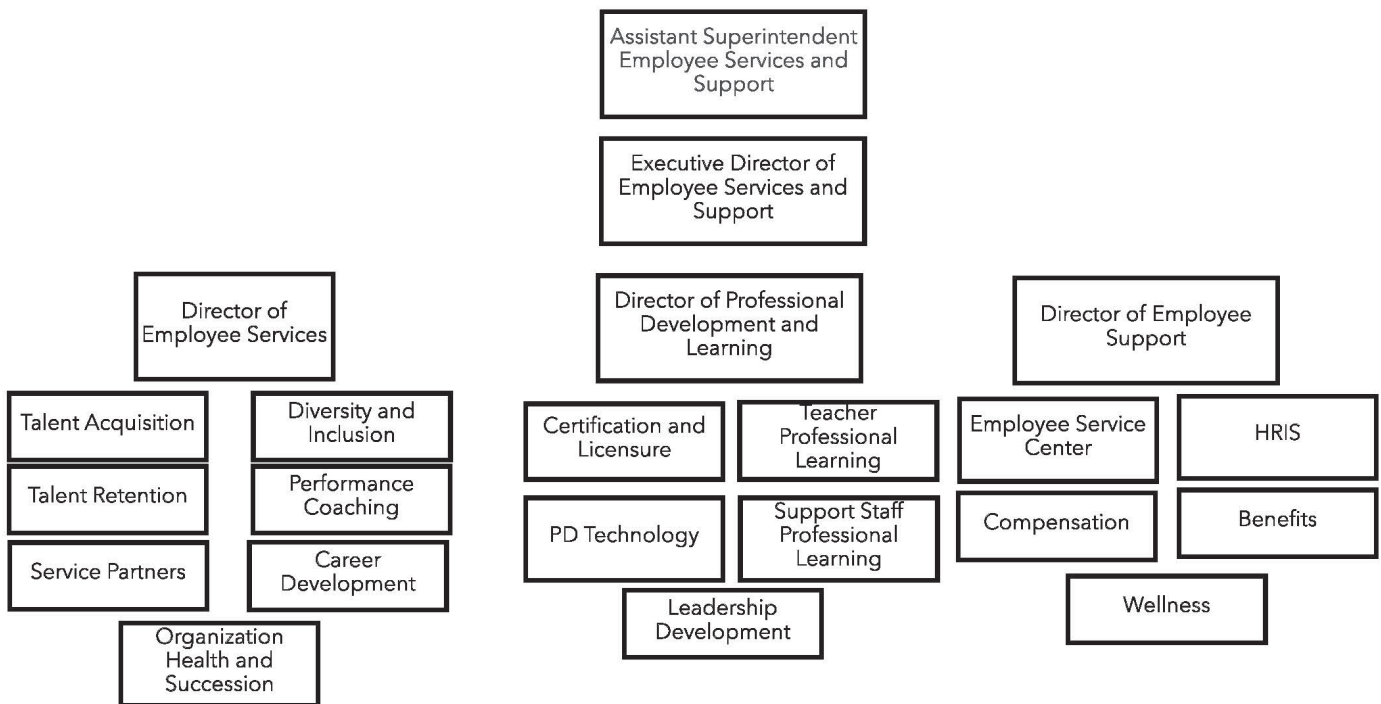 Assistant Superintendent
Employee Services and
Support
Executive Director of
Employee Services and
Support
Director of
Employee Services
Director of Professional
Development and
Learning
Director of Employee
Support
Talent Acquisition
Diversity and
Inclusion
Talent Retention
Performance
Coaching
Service Partners
Career
Development
Organization
Health and
Succession
Certification and
Licensure
Teacher
Professional
Learning
PD Technology
Support Staff
Professional
Learning
Leadership
Development
Employee Service
Center
HRIS
Compensation
Benefits
Wellness